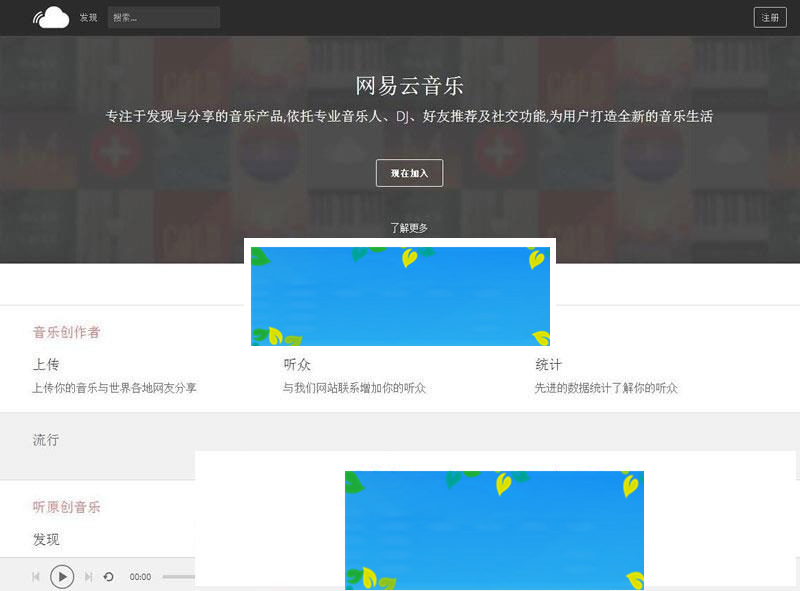 发现 搜索... 注册
网易云音乐
专注于发现与分享的音乐产品,依托专业音乐人、DJ、好友推荐及社交功能,为用户打造全新的音乐生活
现在加入
了解更多
音乐创作者
上传 听众 统计
上传你的音乐与世界各地网友分享 与我们网站联系增加你的听众 先进的数据统计了解你的听众
流行
听原创音乐
发现
00:00